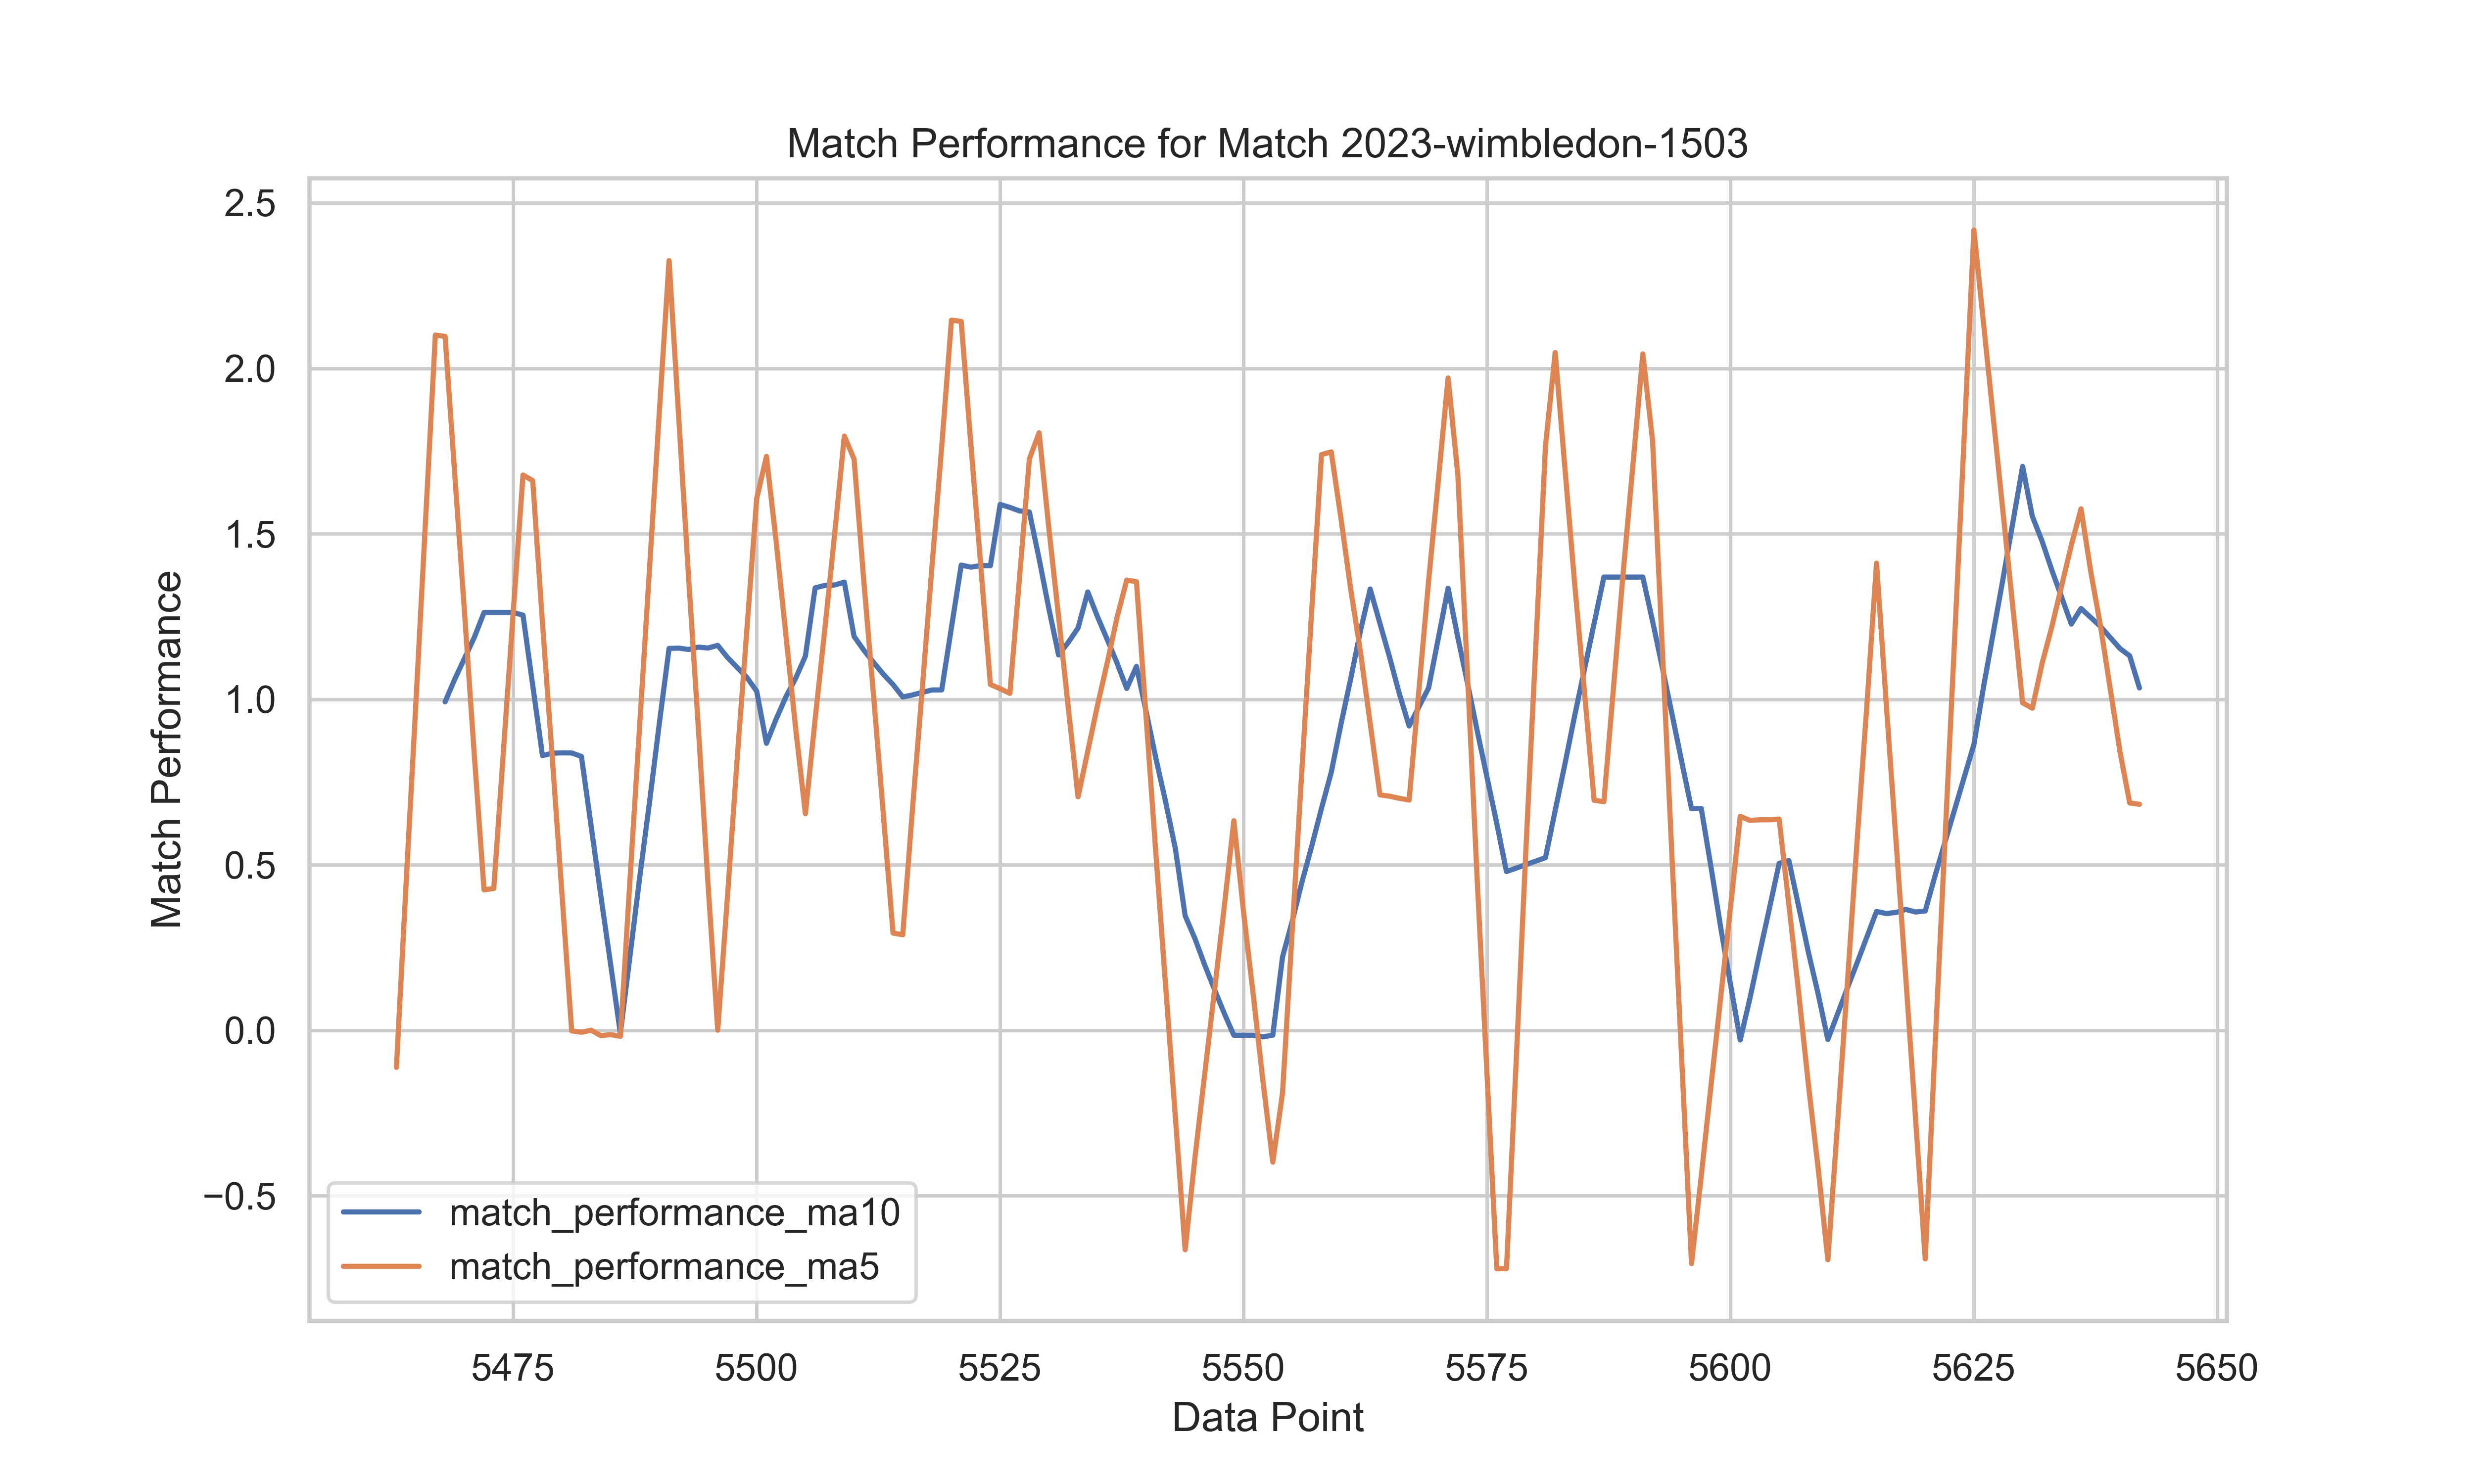 Match Performance for Match 2023-wimbledon-1503
Match Performance
2.5
2.0
1.5
1.0
0.5
0.0
−0.5
match_performance_ma10
match_performance_ma5
5475 5500 5525 5550 5575 5600 5625 5650
Data Point